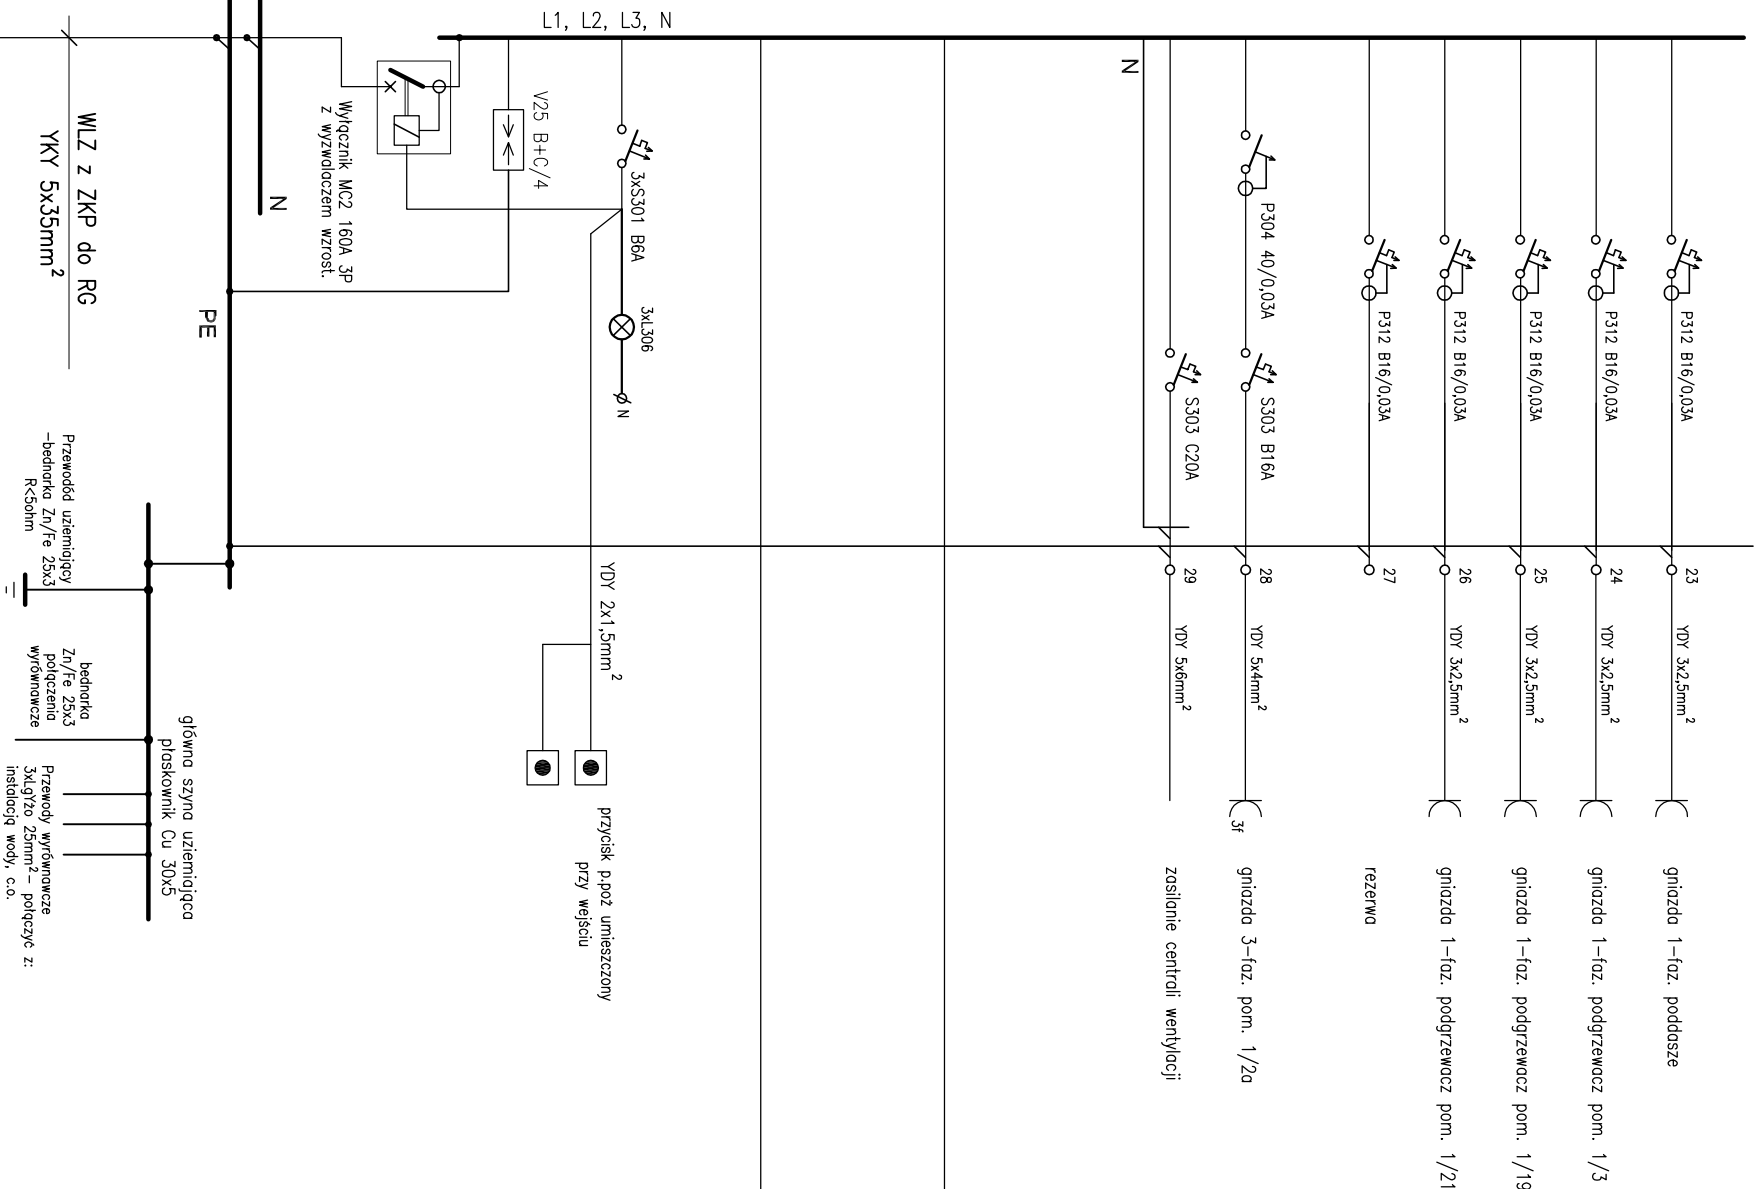 L1, L2, L3, N
WLZ z ZKP do RG
YKY 5x35mm²
N
PE
Wyłącznik MC2 160A 3P
z wyzwalaczem wzrost.
V25 B+C/4
3xS301 B6A
3xL306
N
YDY 2x1,5mm²
przycisk p.poż umieszczony
przy wejściu
Przewodód uziemiający
-bednarka Zn/Fe 25x3
R<5ohm
bednarka
Zn/Fe 25x3
połączenia
wyrównawcze
główna szyna uziemiająca
płaskownik Cu 30x5
Przewody wyrównawcze
3xLgYżo 25mm²- połączyć z:
instalacją wody, c.o.
N
S303 C20A
29
YDY 5x6mm²
zasilanie centrali wentylacji
P304 40/0,03A
S303 B16A
28
YDY 5x4mm²
3f
gniazda 3-faz. pom. 1/2a
P312 B16/0,03A
27
rezerwa
P312 B16/0,03A
26
YDY 3x2,5mm²
gniazda 1-faz. podgrzewacz pom. 1/21
P312 B16/0,03A
25
YDY 3x2,5mm²
gniazda 1-faz. podgrzewacz pom. 1/19
P312 B16/0,03A
24
YDY 3x2,5mm²
gniazda 1-faz. podgrzewacz pom. 1/3
P312 B16/0,03A
23
YDY 3x2,5mm²
gniazda 1-faz. poddasze